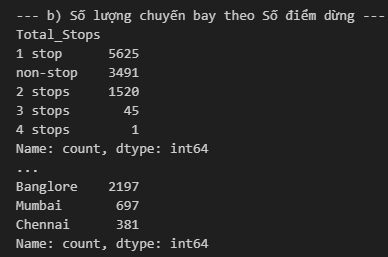 --- b) Số lượng chuyến bay theo Số điểm dừng ---
Total_Stops
1 stop      5625
non-stop    3491
2 stops     1520
3 stops       45
4 stops        1
Name: count, dtype: int64
...
Banglore    2197
Mumbai       697
Chennai      381
Name: count, dtype: int64